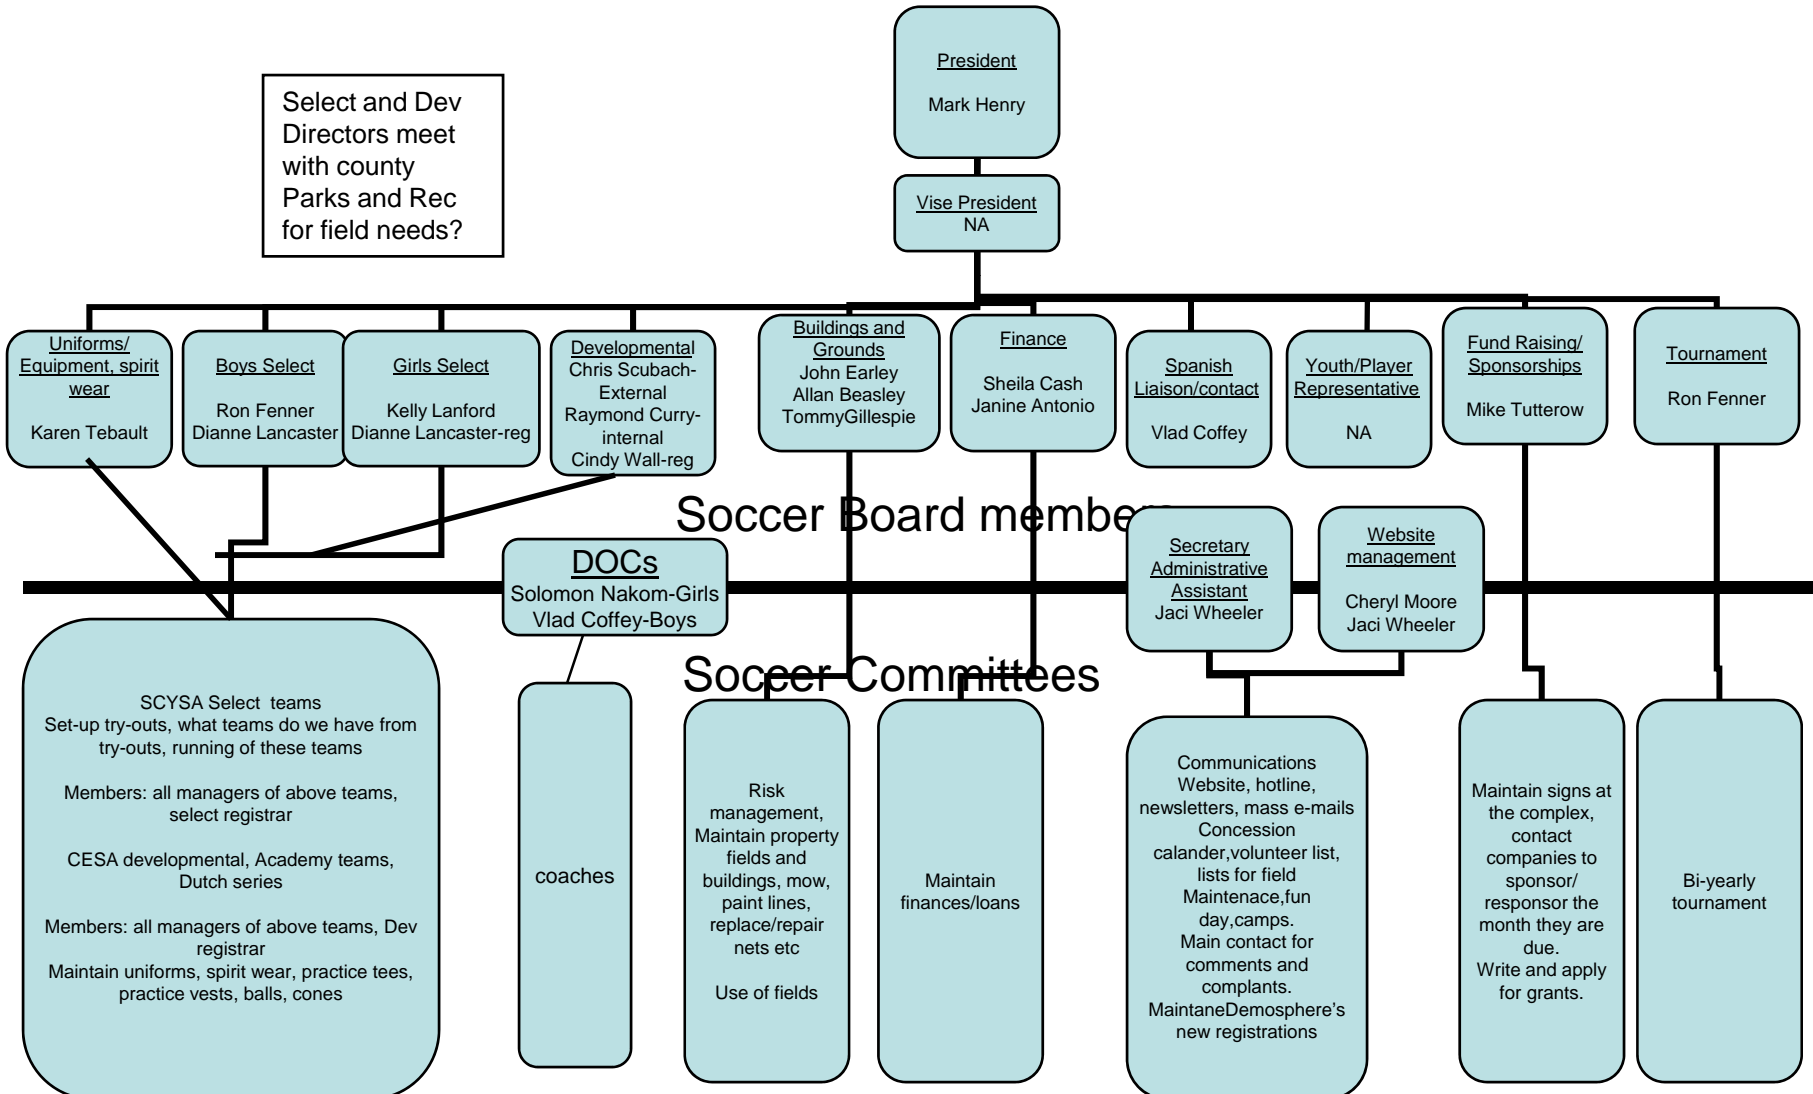 President
Mark Henry
Select and Dev
Directors meet
with county
Parks and Rec
for field needs?
Vise President
NA
Uniforms/
Equipment, spirit
wear
Karen Tebault
Boys Select
Ron Fenner
Dianne Lancaster
Girls Select
Kelly Lanford
Dianne Lancaster-reg
Developmental
Chris Scubach-
External
Raymond Curry-
internal
Cindy Wall-reg
Buildings and
Grounds
John Earley
Allan Beasley
TommyGillespie
Finance
Sheila Cash
Janine Antonio
Spanish
Liaison/contact
Vlad Coffey
Youth/Player
Representative
NA
Fund Raising/
Sponsorships
Mike Tutterow
Tournament
Ron Fenner
Soccer Board members
DOCs
Solomon Nakom-Girls
Vlad Coffey-Boys
Secretary
Administrative
Assistant
Jaci Wheeler
Website
management
Cheryl Moore
Jaci Wheeler
Soccer Committees
SCYSA Select teams
Set-up try-outs, what teams do we have from
try-outs, running of these teams
Members: all managers of above teams,
select registrar
CESA developmental, Academy teams,
Dutch series
Members: all managers of above teams, Dev
registrar
Maintain uniforms, spirit wear, practice tees,
practice vests, balls, cones
coaches
Risk
management,
Maintain property
fields and
buildings, mow,
paint lines,
replace/repair
nets etc
Use of fields
Maintain
finances/loans
Communications
Website, hotline,
newsletters, mass e-mails
Concession
calander,volunteer list,
lists for field
Maintenace,fun
day,camps.
Main contact for
comments and
complants.
MaintaneDemosphere’s
new registrations
Maintain signs at
the complex,
contact
companies to
sponsor/
responsor the
month they are
due.
Write and apply
for grants.
Bi-yearly
tournament